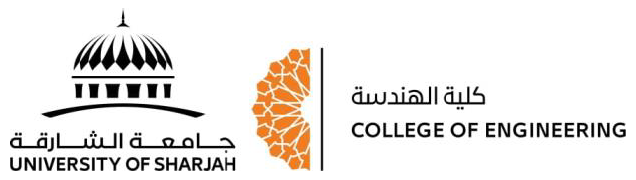 جامعة الشارقة
UNIVERSITY OF SHARJAH
كلية الهندسة
COLLEGE OF ENGINEERING